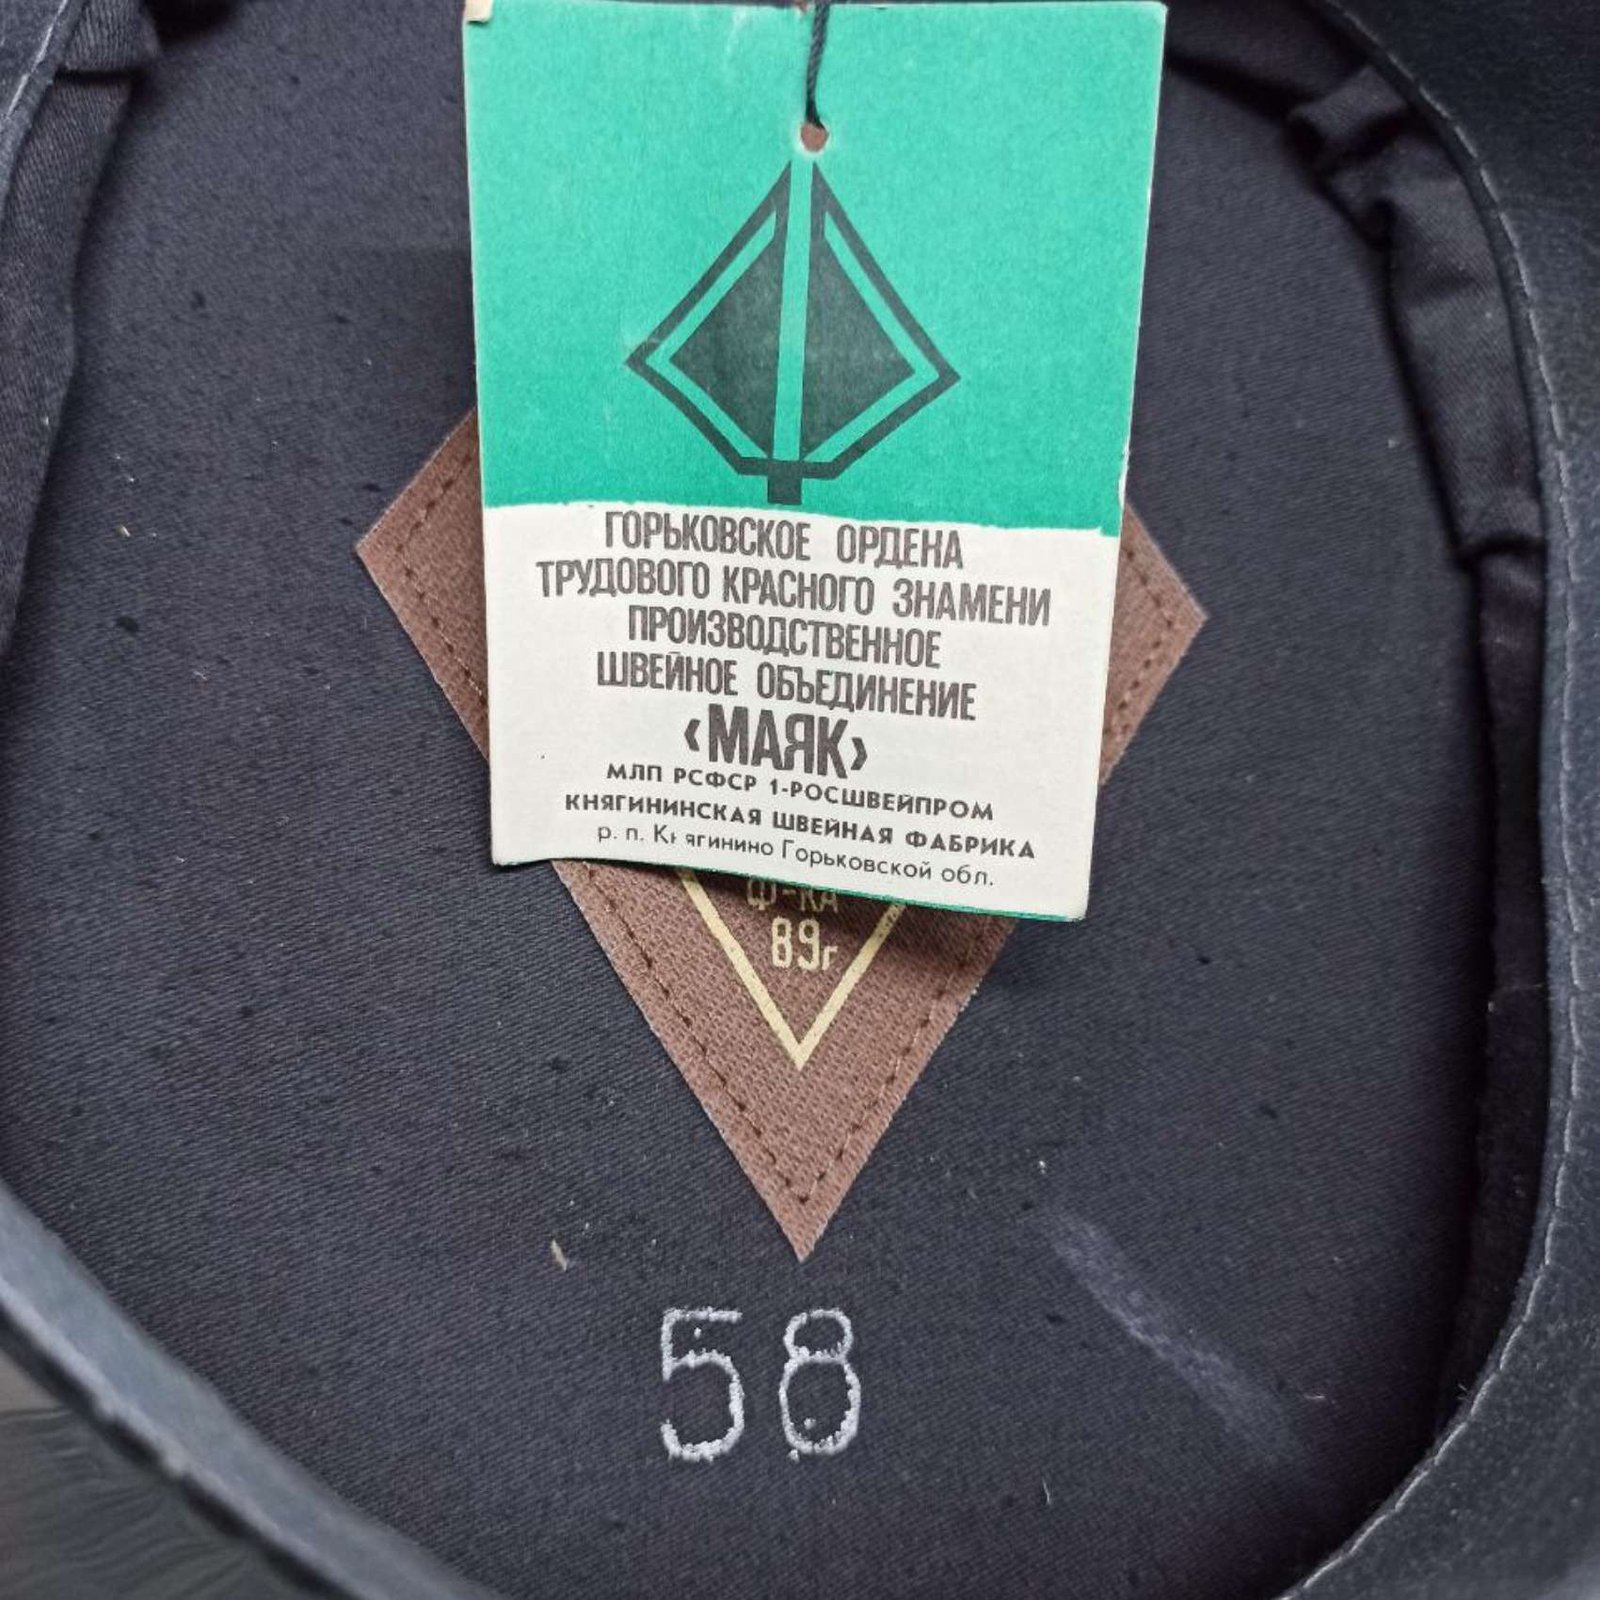 ГОРЬКОВСКОЕ ОРДЕНА
ТРУДОВОГО КРАСНОГО ЗНАМЕНИ
ПРОИЗВОДСТВЕННОЕ
ШВЕЙНОЕ ОБЪЕДИНЕНИЕ
‹МАЯК›
МЛП РСФСР 1-РОСШВЕЙПРОМ
КНЯГИНИНСКАЯ ШВЕЙНАЯ ФАБРИКА
р. п. Княгинино Горьковской обл.
Ф-КА
89г
58